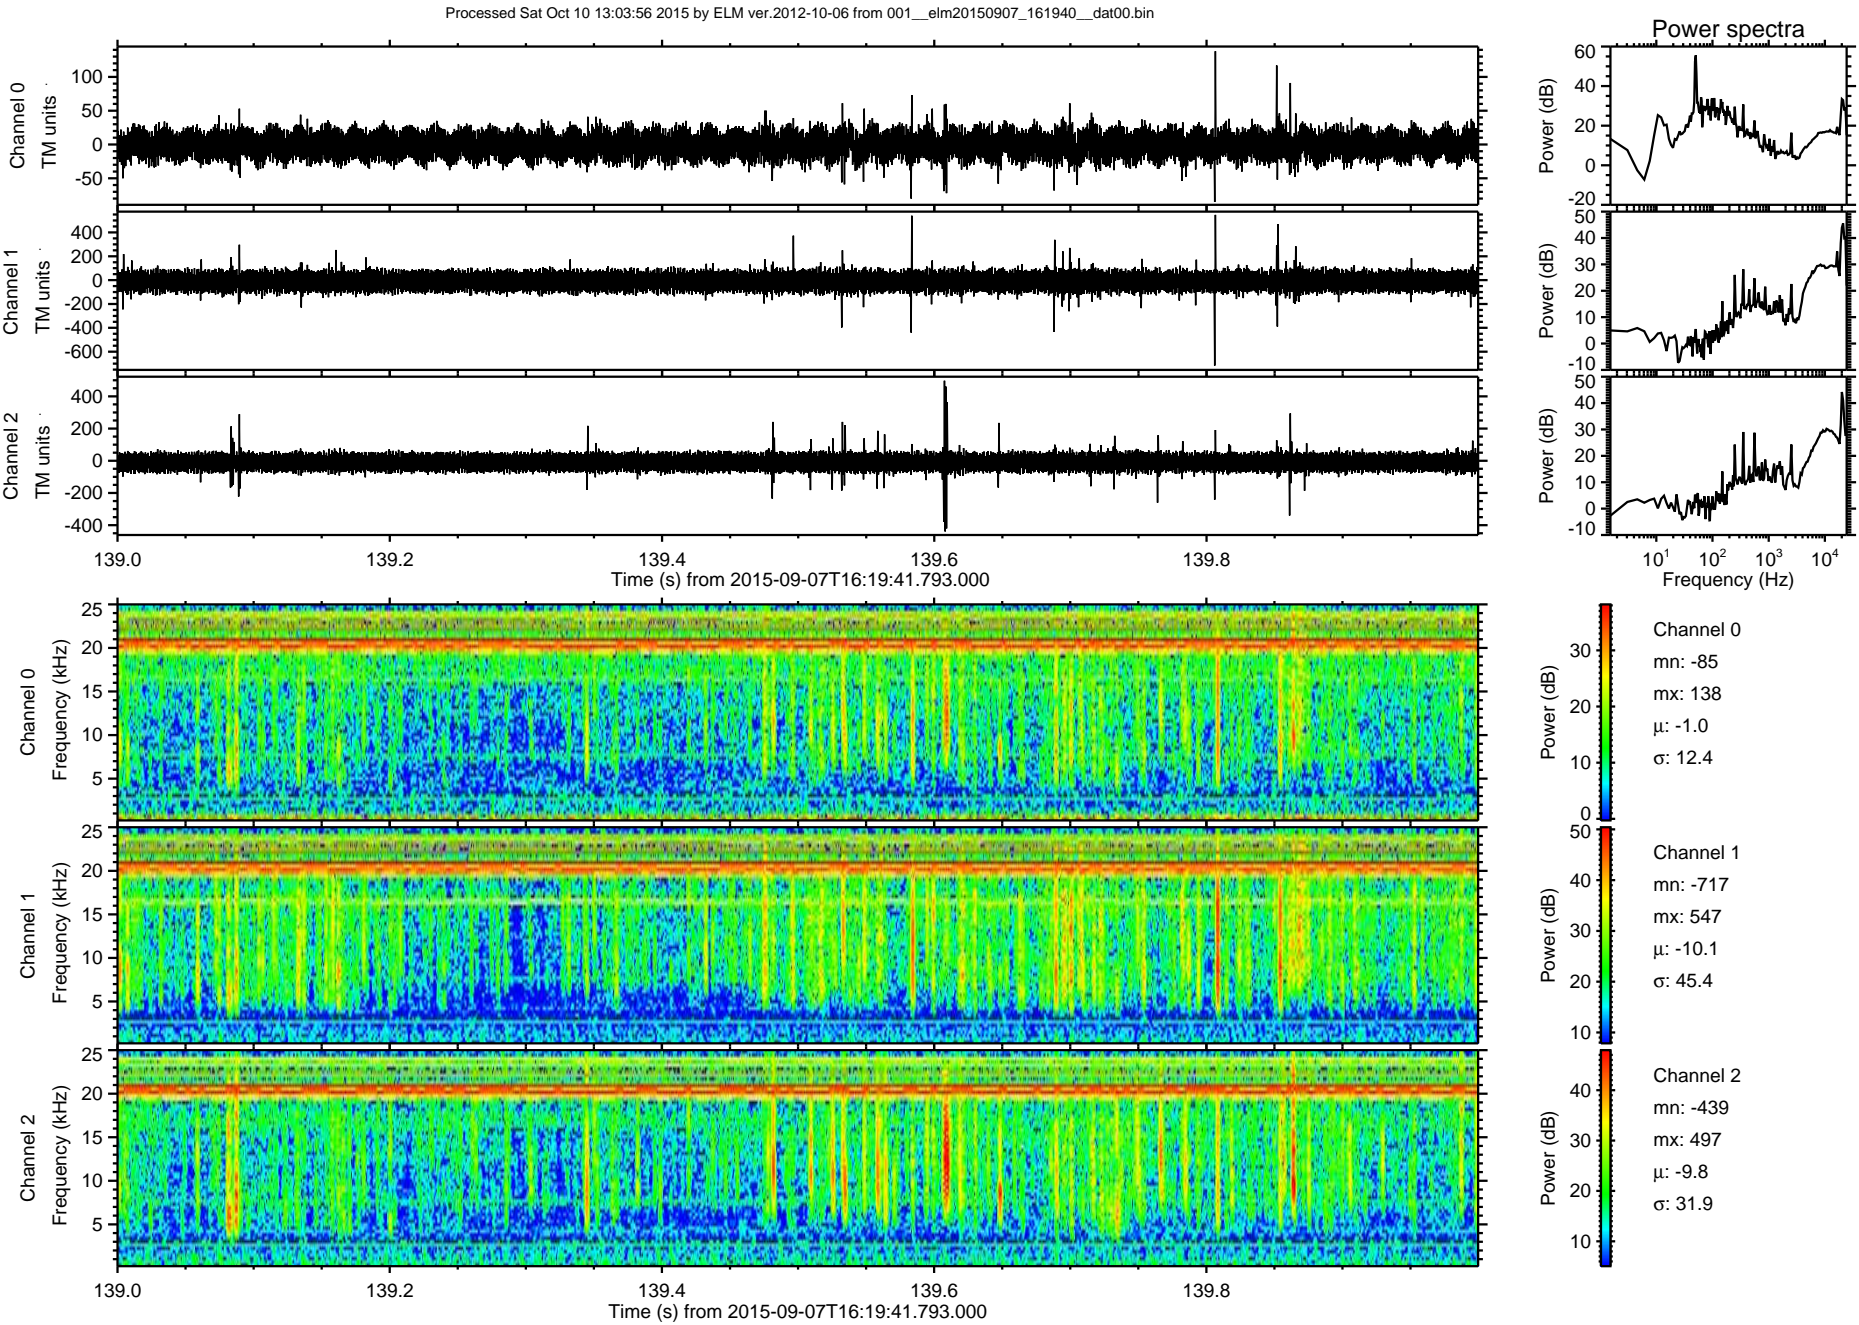 Processed Sat Oct 10 13:03:56 2015 by ELM ver.2012-10-06 from 001__elm20150907_161940__dat00.bin
Power spectra
Channel 0
TM units
100
50
0
-50
Power (dB)
60
40
20
0
-20
Channel 1
TM units
400
200
0
-200
-400
-600
Power (dB)
50
40
30
20
10
0
-10
Channel 2
TM units
400
200
0
-200
-400
Power (dB)
50
40
30
20
10
0
-10
139.0 139.2 139.4 139.6 139.8
Time (s) from 2015-09-07T16:19:41.793.000
10¹ 10² 10³ 10⁴
Frequency (Hz)
Channel 0
Frequency (kHz)
25
20
15
10
5
Power (dB)
30
20
10
0
Channel 0
mn: -85
mx: 138
μ: -1.0
σ: 12.4
Channel 1
Frequency (kHz)
25
20
15
10
5
Power (dB)
50
40
30
20
10
Channel 1
mn: -717
mx: 547
μ: -10.1
σ: 45.4
Channel 2
Frequency (kHz)
25
20
15
10
5
Power (dB)
40
30
20
10
Channel 2
mn: -439
mx: 497
μ: -9.8
σ: 31.9
139.0 139.2 139.4 139.6 139.8
Time (s) from 2015-09-07T16:19:41.793.000